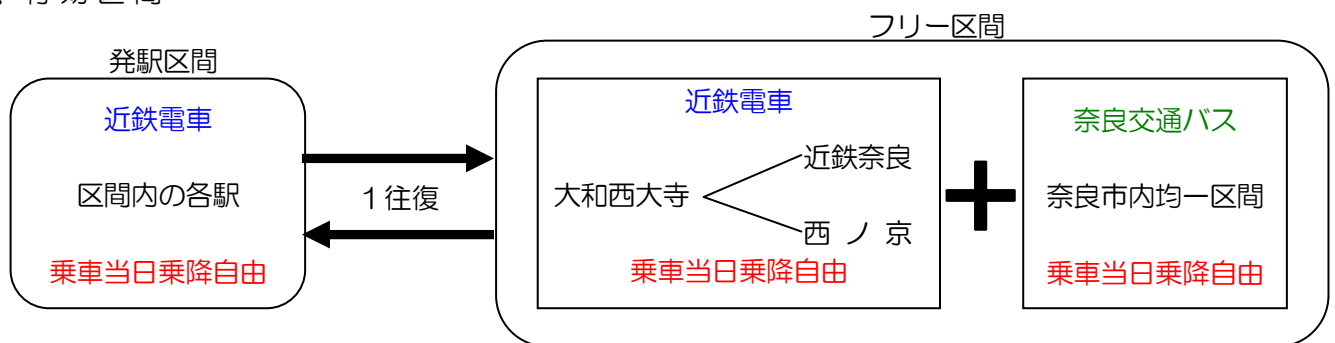 フリー区間
発駅区間
近鉄電車
区間内の各駅
乗車当日乗降自由
1往復
近鉄電車
大和西大寺
近鉄奈良
西ノ京
乗車当日乗降自由
奈良交通バス
奈良市内均一区間
乗車当日乗降自由